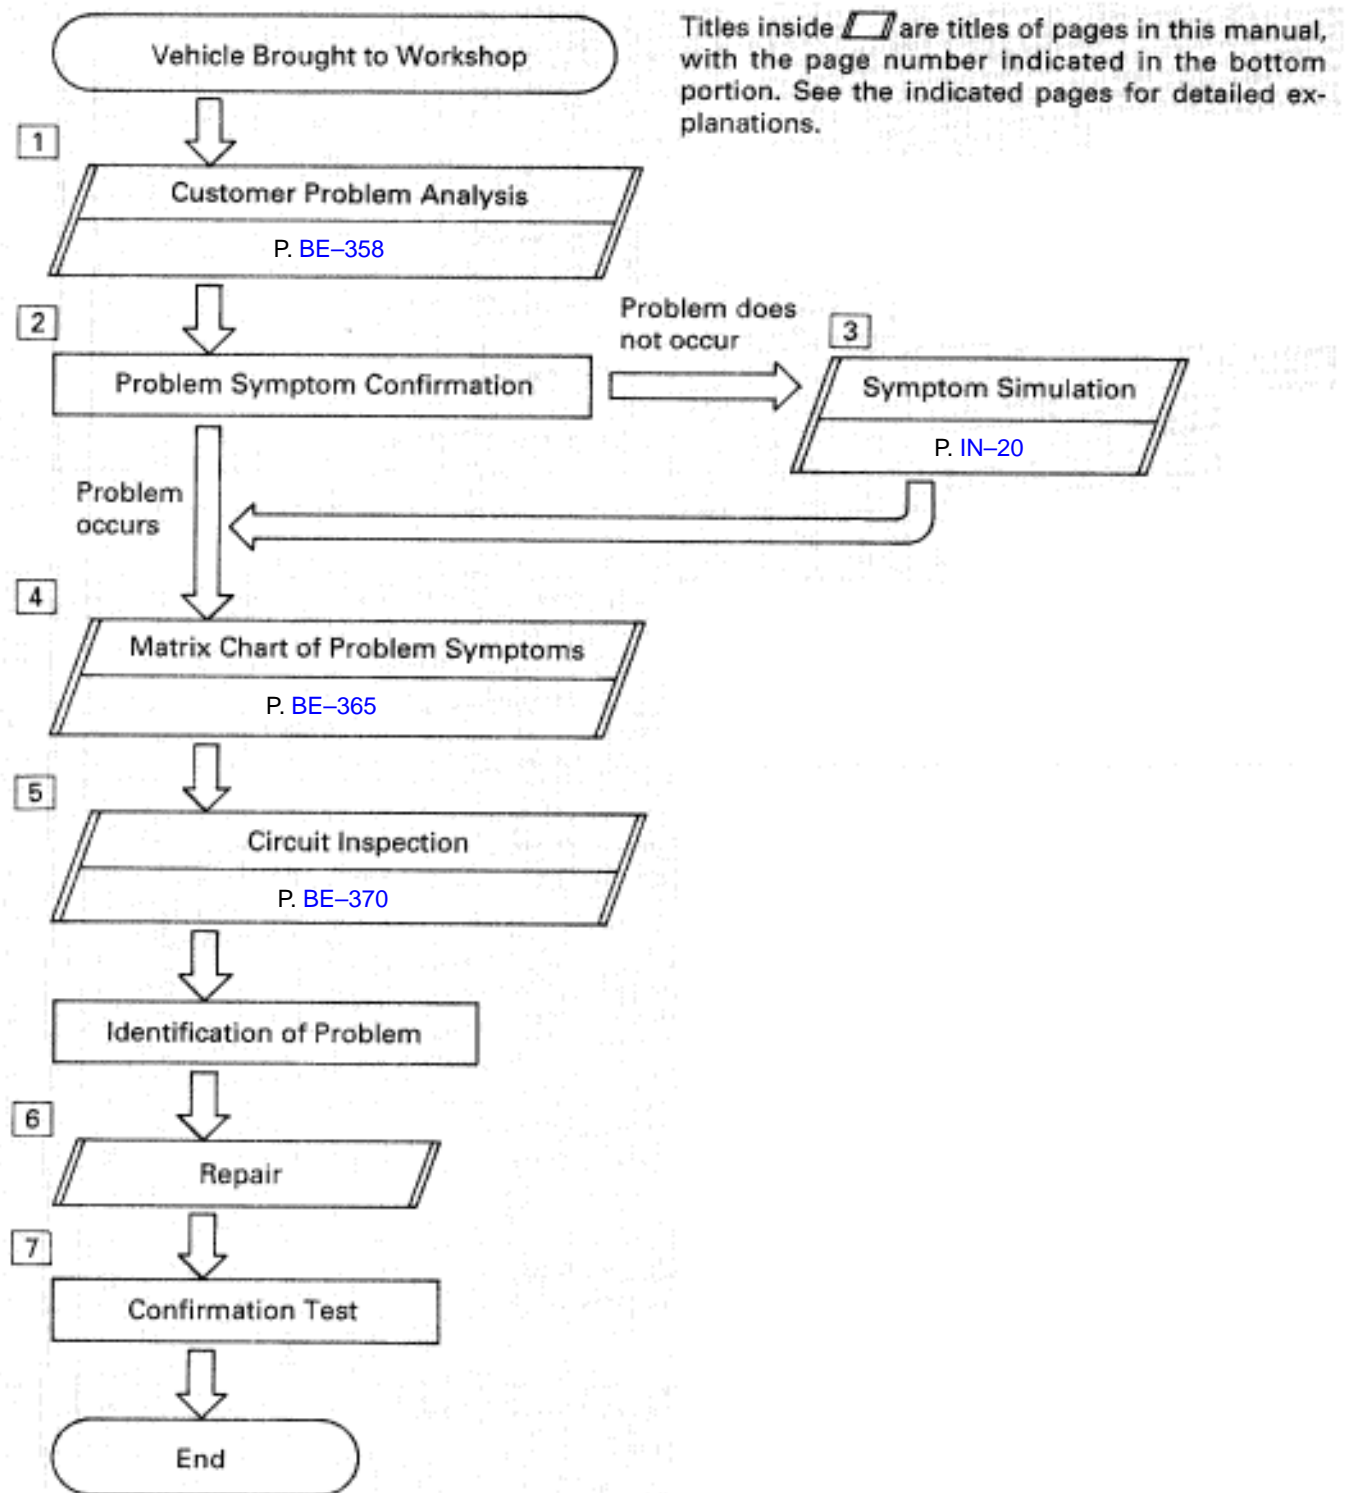 Vehicle Brought to Workshop
Titles inside are titles of pages in this manual,
with the page number indicated in the bottom
portion. See the indicated pages for detailed ex-
planations.
1
Customer Problem Analysis
P. BE–358
2
Problem Symptom Confirmation
Problem does
not occur
3
Symptom Simulation
P. IN–20
Problem
occurs
4
Matrix Chart of Problem Symptoms
P. BE–365
5
Circuit Inspection
P. BE–370
Identification of Problem
6
Repair
7
Confirmation Test
End